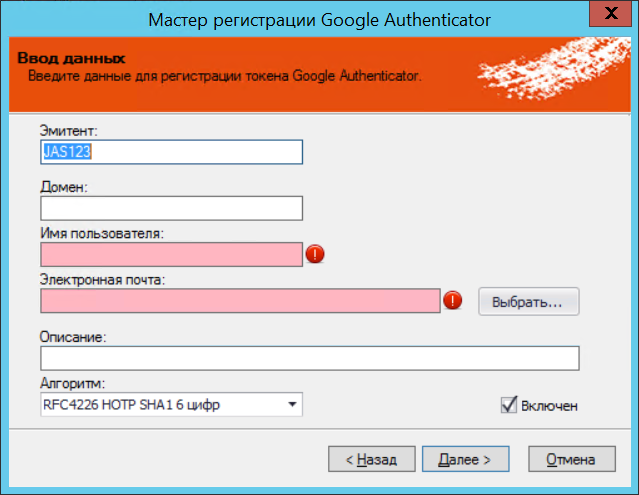 Мастер регистрации Google Authenticator
x
Ввод данных
Введите данные для регистрации токена Google Authenticator.
Эмитент:
JAS123
Домен:
Имя пользователя:
Электронная почта:
Выбрать...
Описание:
Алгоритм:
RFC4226 HOTP SHA1 6 цифр
Включен
< Назад
Далее >
Отмена